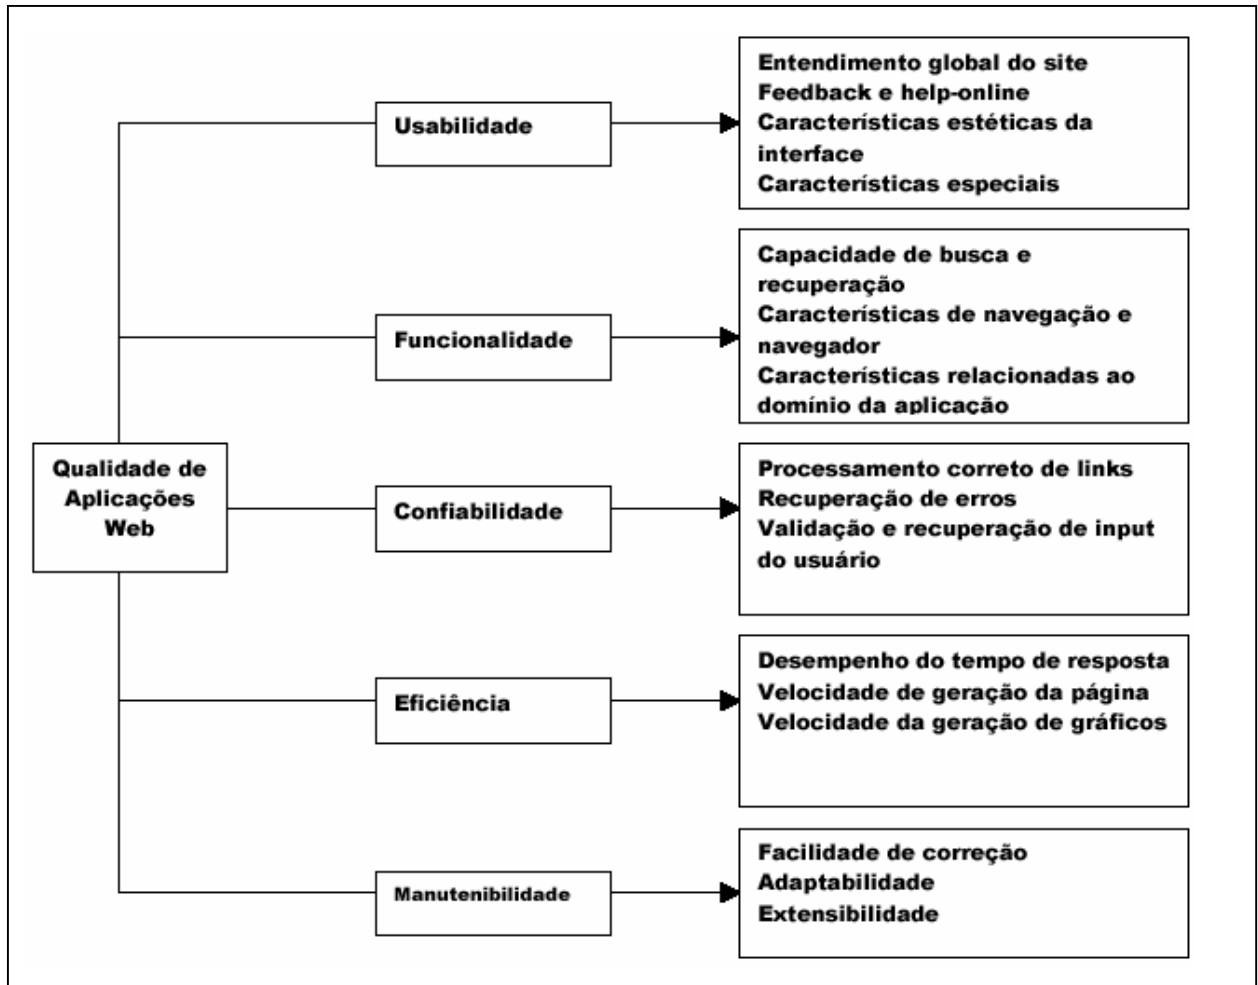 Qualidade de
Aplicações
Web
Usabilidade
Entendimento global do site
Feedback e help-online
Características estéticas da
interface
Características especiais
Funcionalidade
Capacidade de busca e
recuperação
Características de navegação e
navegador
Características relacionadas ao
domínio da aplicação
Confiabilidade
Processamento correto de links
Recuperação de erros
Validação e recuperação de input
do usuário
Eficiência
Desempenho do tempo de resposta
Velocidade de geração da página
Velocidade da geração de gráficos
Manutenibilidade
Facilidade de correção
Adaptabilidade
Extensibilidade